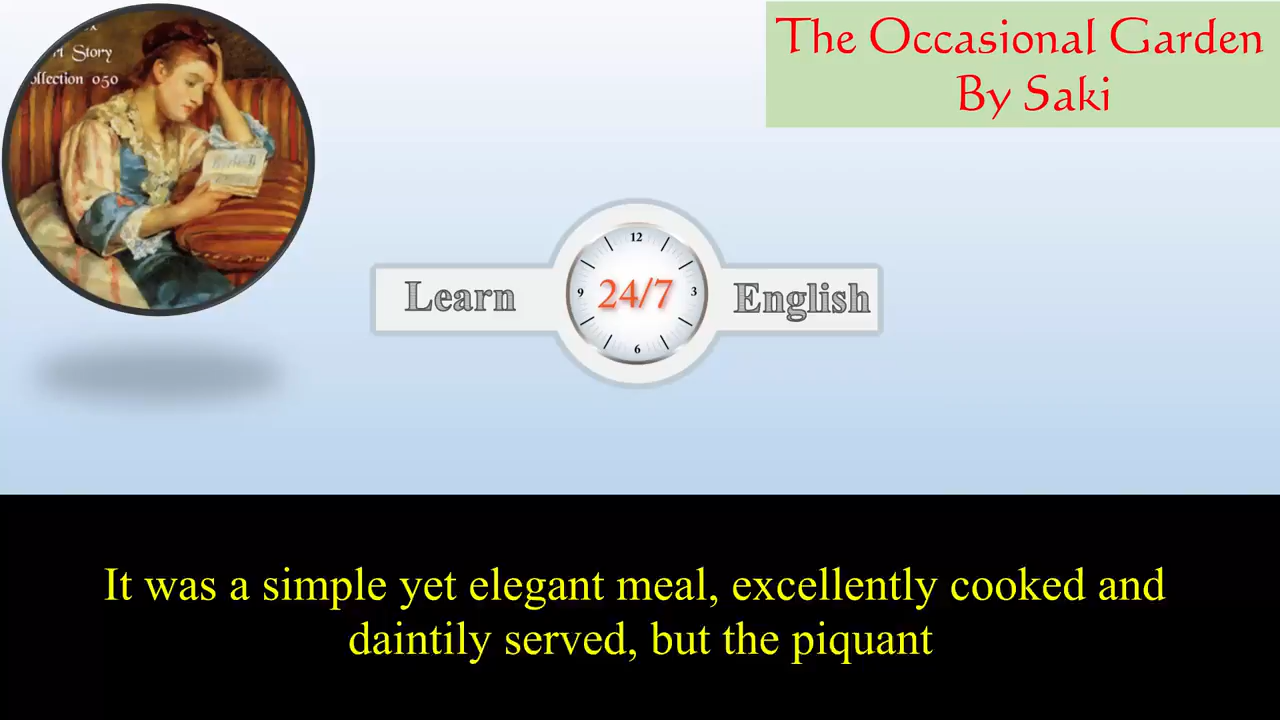 Story
Collection 050
The Occasional Garden
By Saki
Learn 24/7 English
12
9
3
6
It was a simple yet elegant meal, excellently cooked and
daintily served, but the piquant